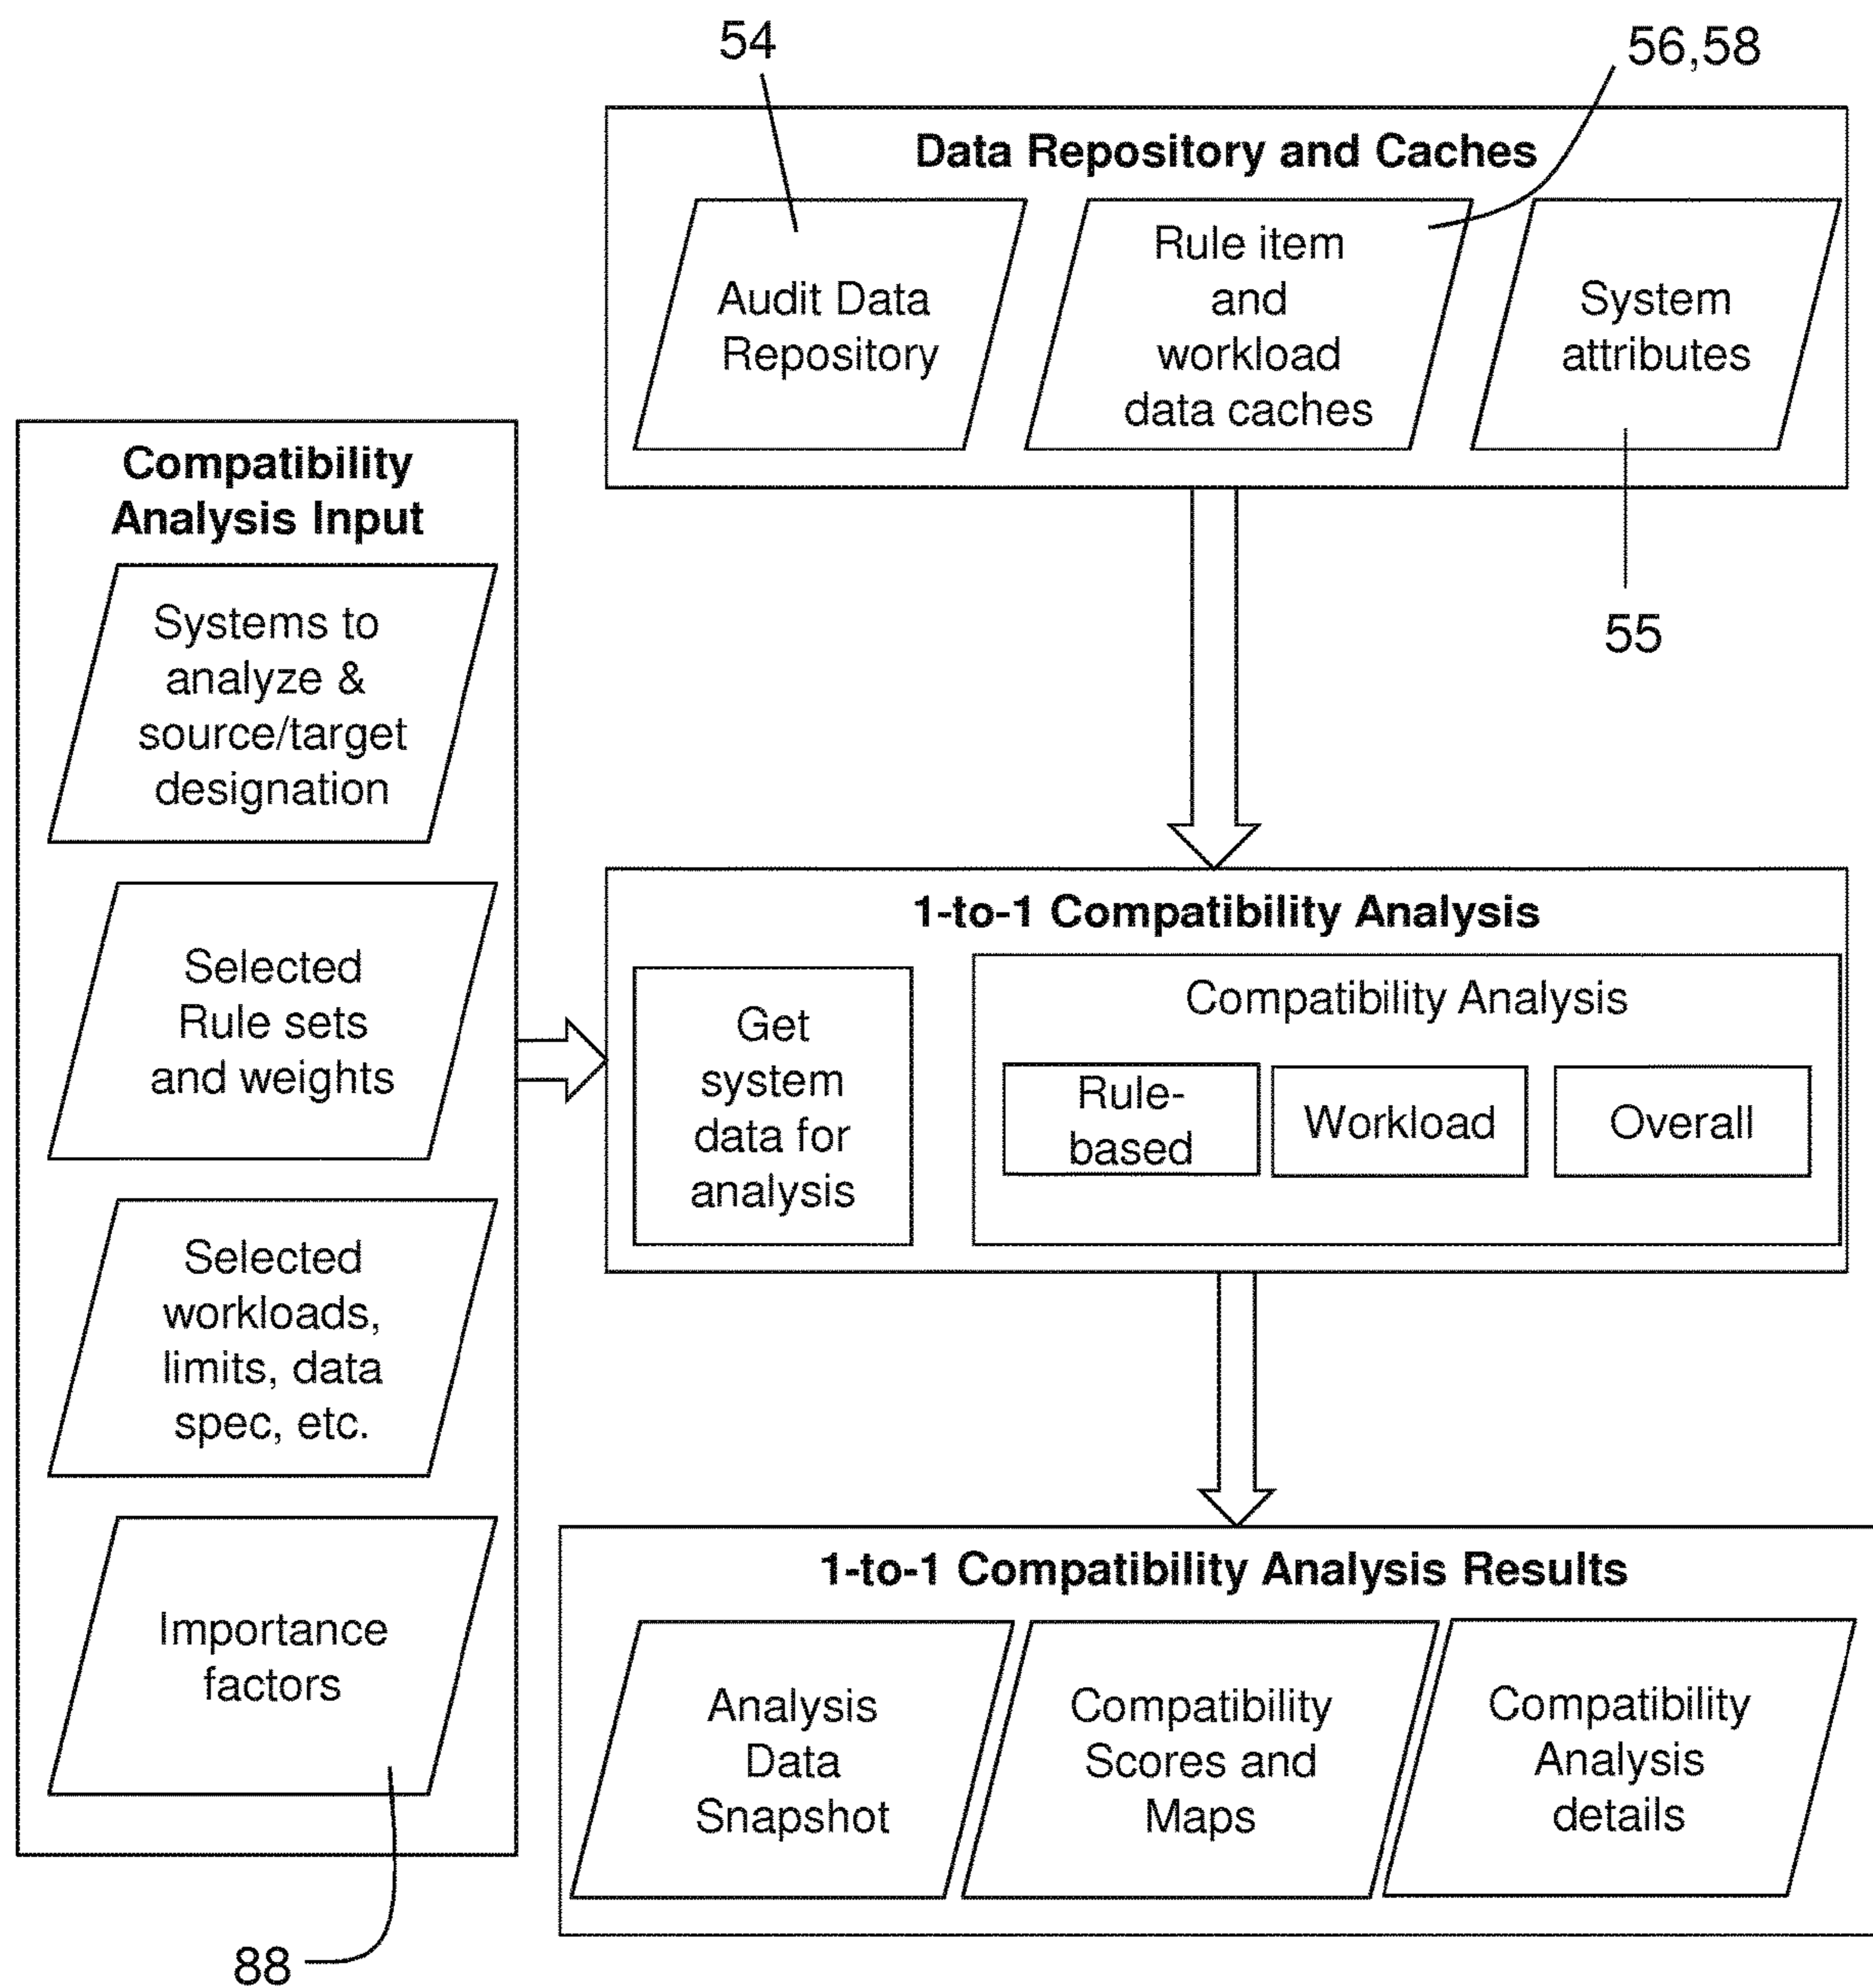 54
56,58
Data Repository and Caches
Audit Data
Repository
Rule item
and
workload
data caches
System
attributes
55
Compatibility
Analysis Input
Systems to
analyze &
source/target
designation
Selected
Rule sets
and weights
Selected
workloads,
limits, data
spec, etc.
Importance
factors
88
1-to-1 Compatibility Analysis
Get
system
data for
analysis
Compatibility Analysis
Rule-
based
Workload
Overall
1-to-1 Compatibility Analysis Results
Analysis
Data
Snapshot
Compatibility
Scores and
Maps
Compatibility
Analysis
details